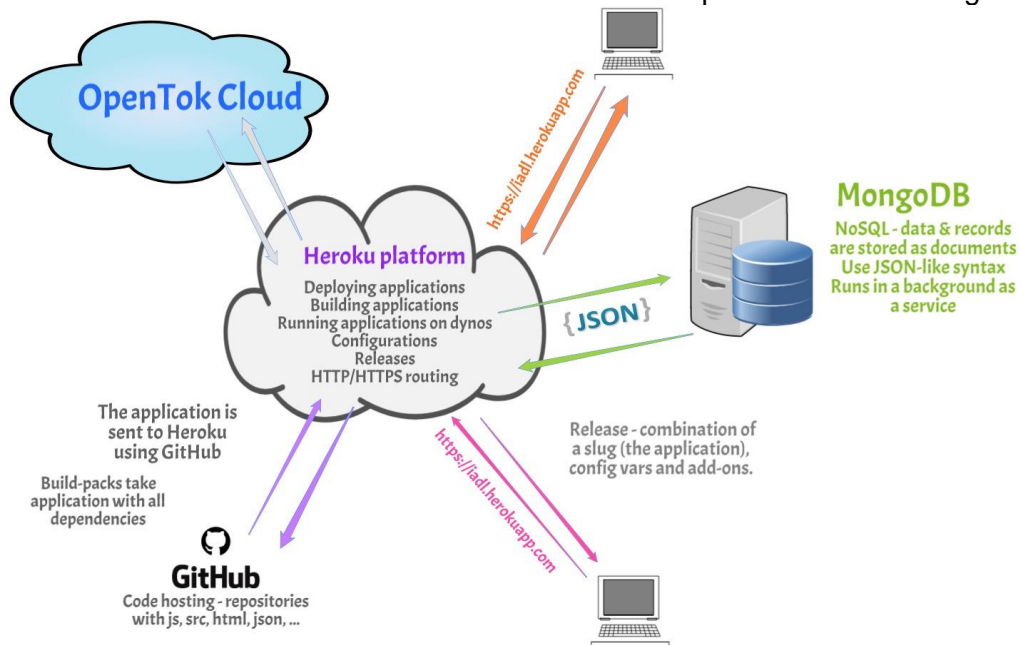 OpenTok Cloud
https://iadl.herokuapp.com
Heroku platform
Deploying applications
Building applications
Running applications on dynos
Configurations
Releases
HTTP/HTTPS routing
{ JSON }
MongoDB
NoSQL - data & records
are stored as documents
Use JSON-like syntax
Runs in a background as
a service
The application is
sent to Heroku
using GitHub
Build-packs take
application with all
dependencies
GitHub
Code hosting - repositories
with js, src, html, json, ...
https://iadl.herokuapp.com
Release - combination of
a slug (the application),
config vars and add-ons.